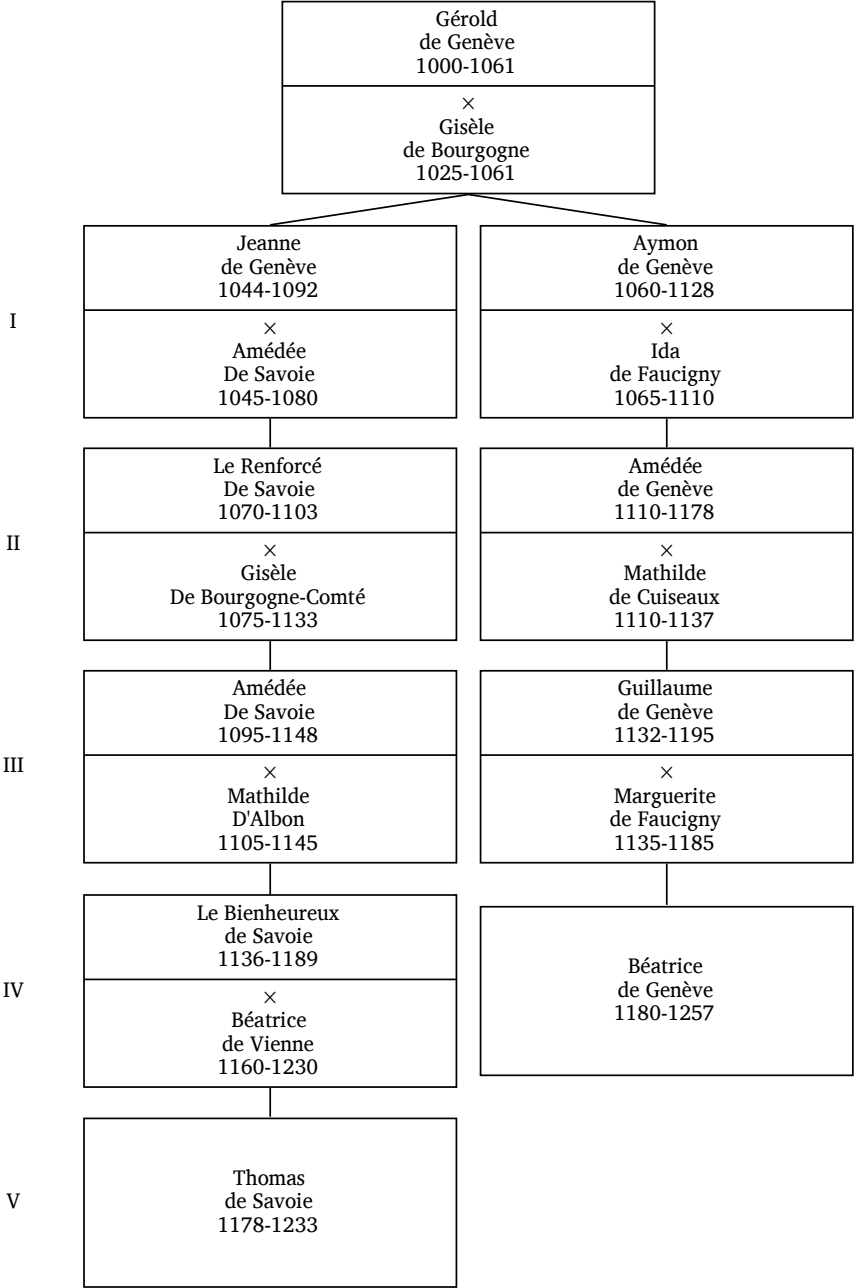 Gérold
de Genève
1000-1061
×
Gisèle
de Bourgogne
1025-1061
I
Jeanne
de Genève
1044-1092
×
Amédée
De Savoie
1045-1080
Aymon
de Genève
1060-1128
×
Ida
de Faucigny
1065-1110
II
Le Renforcé
De Savoie
1070-1103
×
Gisèle
De Bourgogne-Comté
1075-1133
Amédée
de Genève
1110-1178
×
Mathilde
de Cuiseaux
1110-1137
III
Amédée
De Savoie
1095-1148
×
Mathilde
D'Albon
1105-1145
Guillaume
de Genève
1132-1195
×
Marguerite
de Faucigny
1135-1185
IV
Le Bienheureux
de Savoie
1136-1189
×
Béatrice
de Vienne
1160-1230
Béatrice
de Genève
1180-1257
V
Thomas
de Savoie
1178-1233